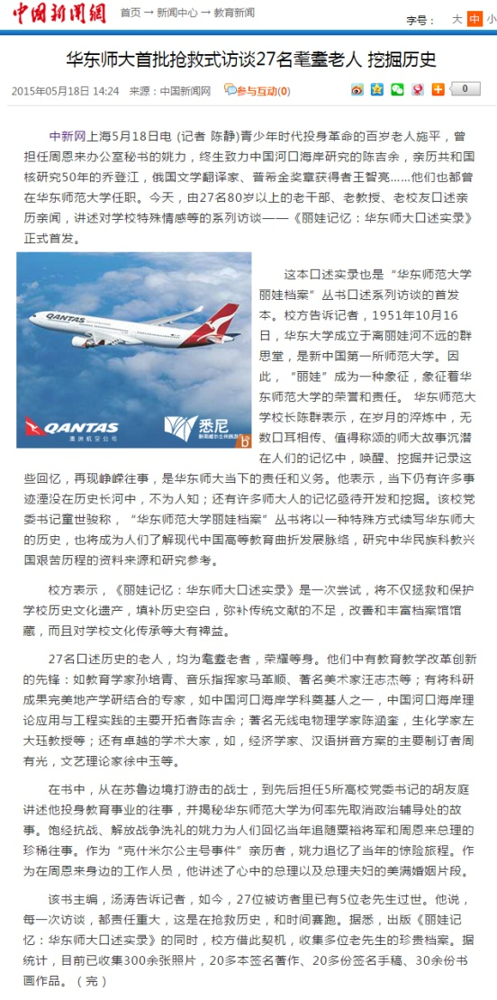 中国新闻网
首页 → 新闻中心 → 教育新闻
字号： 大 中 小
华东师大首批抢救式访谈27名耄耋老人 挖掘历史
2015年05月18日 14:24 来源：中国新闻网 参与互动(0)
0
中新网上海5月18日电 (记者 陈静)青少年时代投身革命的百岁老人施平，曾
担任周恩来办公室秘书的姚力，终生致力中国河口海岸研究的陈吉余，亲历共和国
核研究50年的乔登江，俄国文学翻译家、普希金奖章获得者王智亮……他们也都曾
在华东师范大学任职。今天，由27名80岁以上的老干部、老教授、老校友口述亲
历亲闻，讲述对学校特殊情感等的系列访谈——《丽娃记忆：华东师大口述实录》
正式首发。
这本口述实录也是“华东师范大学
丽娃档案”丛书口述系列访谈的首发
本。校方告诉记者，1951年10月16
日，华东大学成立于离丽娃河不远的群
思堂，是新中国第一所师范大学。因
此，“丽娃”成为一种象征，象征着华
东师范大学的荣誉和责任。 华东师范大
学校长陈群表示，在岁月的淬炼中，无
数口耳相传、值得称颂的师大故事沉潜
在人们的记忆中，唤醒、挖掘并记录这
QANTAS
QANTAS
澳洲航空公司
悉尼
b
些回忆，再现峥嵘往事，是华东师大当下的责任和义务。他表示，当下仍有许多事
迹湮没在历史长河中，不为人知；还有许多师大人的记忆亟待开发和挖掘。该校党
委书记童世骏称，“华东师范大学丽娃档案”丛书将以一种特殊方式续写华东师大
的历史，也将成为人们了解现代中国高等教育曲折发展脉络，研究中华民族科教兴
国艰苦历程的资料来源和研究参考。
校方表示，《丽娃记忆：华东师大口述实录》是一次尝试，将不仅拯救和保护
学校历史文化遗产，填补历史空白，弥补传统文献的不足，改善和丰富档案馆馆
藏，而且对学校文化传承等大有裨益。
27名口述历史的老人，均为耄耋老者，荣耀等身。他们中有教育教学改革创新
的先锋：如教育学家孙培青、音乐指挥家马革顺、著名美术家汪志杰等；有将科研
成果完美地产学研结合的专家，如中国河口海岸学科奠基人之一，中国河口海岸理
论应用与工程实践的主要开拓者陈吉余；著名无线电物理学家陈涵奎，生化学家左
大珏教授等；还有卓越的学术大家，如，经济学家、汉语拼音方案的主要制订者周
有光，文艺理论家徐中玉等。
在书中，从在苏鲁边境打游击的战士，到先后担任5所高校党委书记的胡友庭
讲述他投身教育事业的往事，并揭秘华东师范大学为何率先取消政治辅导处的故
事。饱经抗战、解放战争洗礼的姚力为人们回忆当年追随粟裕将军和周恩来总理的
珍稀往事。作为“克什米尔公主号事件”亲历者，姚力追忆了当年的惊险旅程。作
为在周恩来身边的工作人员，他讲述了心中的总理以及总理夫妇的美满婚姻片段。
该书主编，汤涛告诉记者，如今，27位被访者里已有5位老先生过世。他说，
每一次访谈，都责任重大，这是在抢救历史，和时间赛跑。据悉，出版《丽娃记
忆：华东师大口述实录》的同时，校方借此契机，收集多位老先生的珍贵档案。据
统计，目前已收集300余张照片，20多本签名著作、20多份签名手稿、30余份书
画作品。（完）